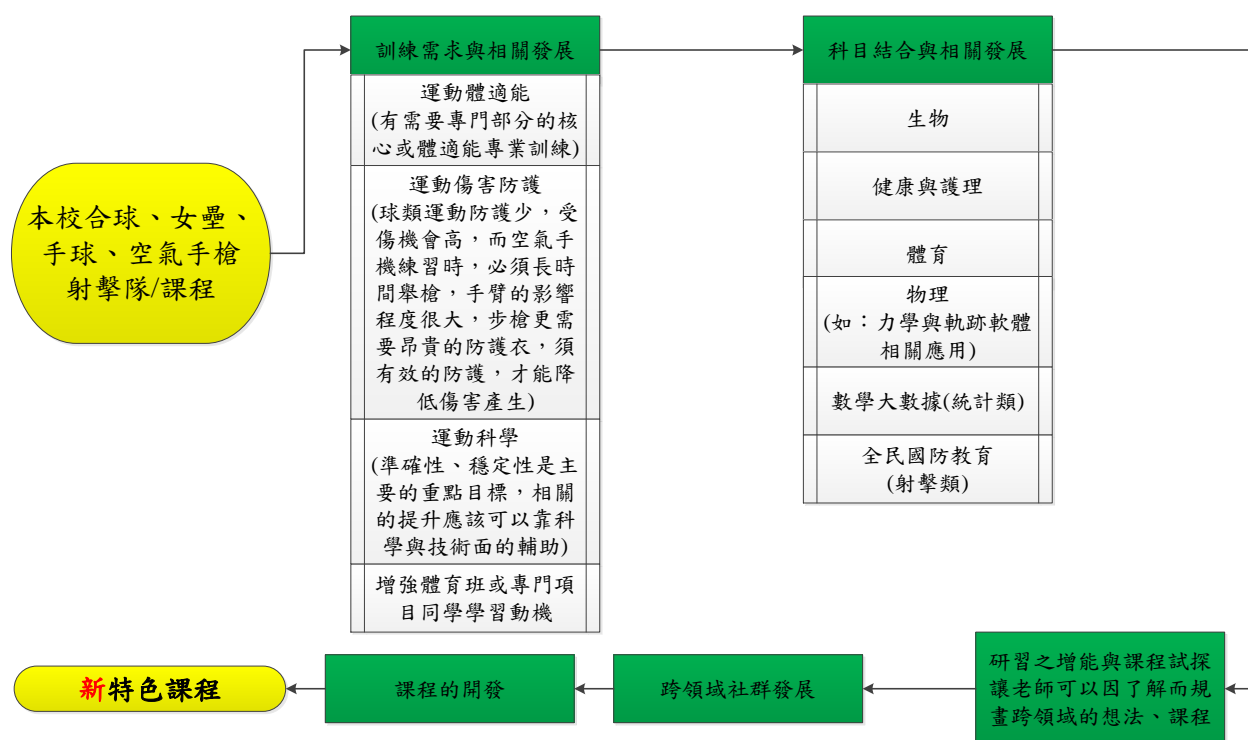 本校合球、女壘、
手球、空氣手槍
射擊隊/課程
訓練需求與相關發展
運動體適能
(有需要專門部分的核
心或體適能專業訓練)
運動傷害防護
(球類運動防護少，受
傷機會高，而空氣手
機練習時，必須長時
間舉槍，手臂的影響
程度很大，步槍更需
要昂貴的防護衣，須
有效的防護，才能降
低傷害產生)
運動科學
(準確性、穩定性是主
要的重點目標，相關
的提升應該可以靠科
學與技術面的輔助)
增強體育班或專門項
目同學學習動機
科目結合與相關發展
生物
健康與護理
體育
物理
(如：力學與軌跡軟體
相關應用)
數學大數據(統計類)
全民國防教育
(射擊類)
研習之增能與課程試探
讓老師可以因了解而規
畫跨領域的想法、課程
跨領域社群發展
課程的開發
新特色課程